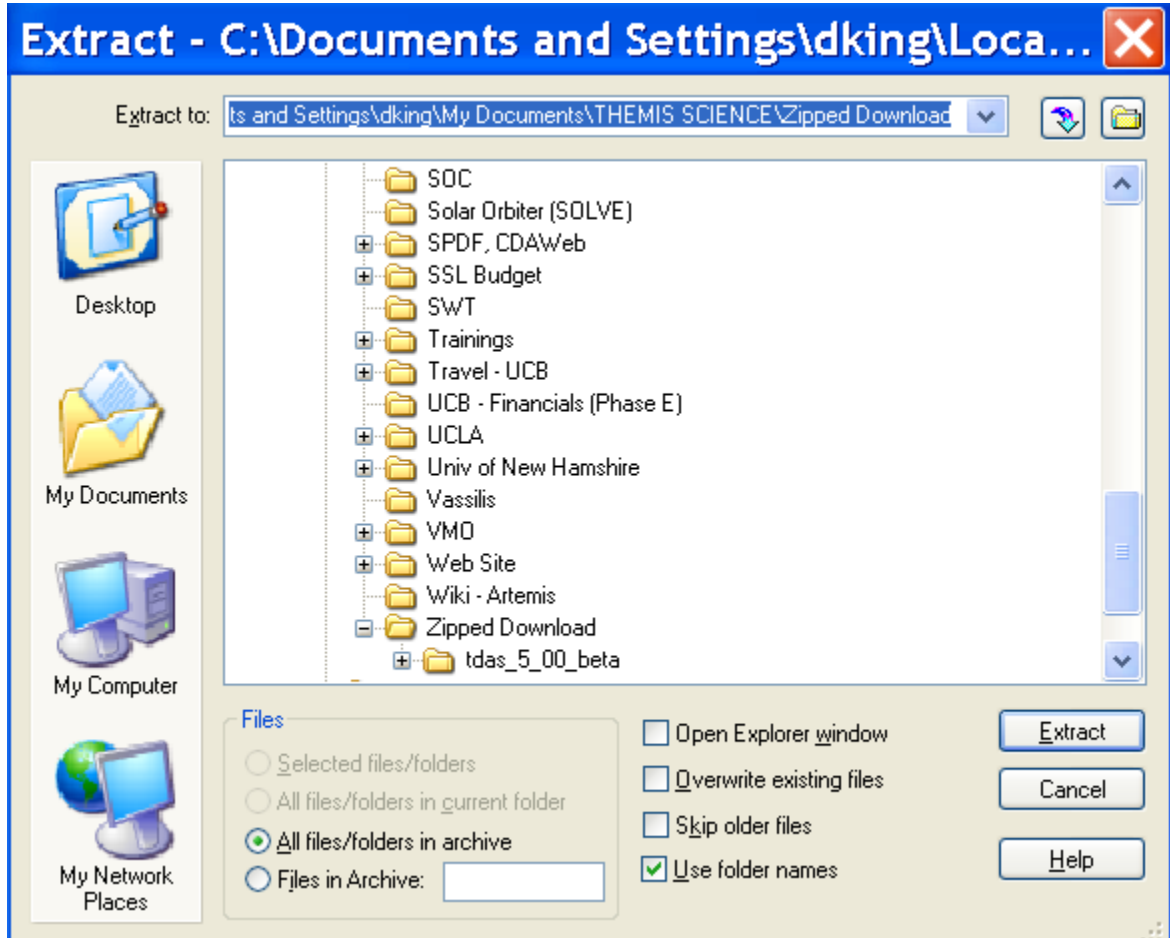 Extract - C:\Documents and Settings\dking\Loca...
Extract to: ts and Settings\dking\My Documents\THEMIS SCIENCE\Zipped Download
Desktop
My Documents
My Computer
My Network
Places
SOC
Solar Orbiter (SOLVE)
SPDF, CDAWeb
SSL Budget
SWT
Trainings
Travel - UCB
UCB - Financials (Phase E)
UCLA
Univ of New Hamshire
Vassilis
VMO
Web Site
Wiki - Artemis
Zipped Download
tdas_5_00_beta
Files
Selected files/folders
All files/folders in current folder
All files/folders in archive
Files in Archive:
Open Explorer window
Overwrite existing files
Skip older files
Use folder names
Extract
Cancel
Help